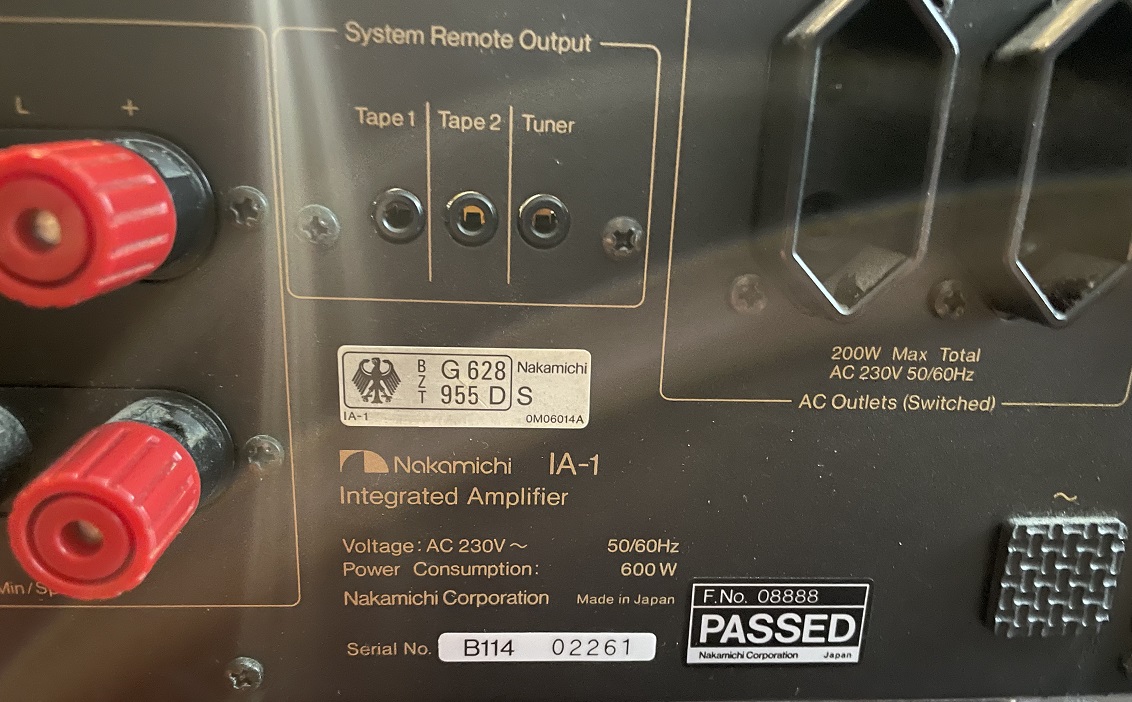 System Remote Output
L +
Tape 1 Tape 2 Tuner
200W Max Total
AC 230V 50/60Hz
AC Outlets (Switched)
BZT G 628 Nakamichi
955 D S
IA-1 0M06014A
Nakamichi IA-1
Integrated Amplifier
~
Voltage: AC 230V ~ 50/60Hz
Power Consumption: 600 W
Nakamichi Corporation Made in Japan
Min/
Serial No. B114 02261
F.No. 08888
PASSED
Nakamichi Corporation Japan